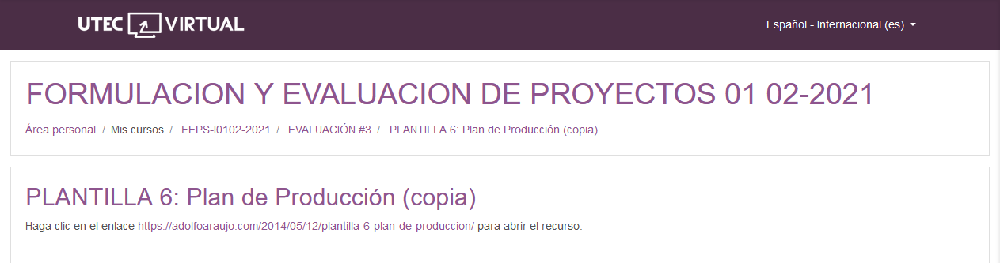 UTEC VIRTUAL
Español - Internacional (es)
FORMULACION Y EVALUACION DE PROYECTOS 01 02-2021
Área personal / Mis cursos / FEPS-I0102-2021 / EVALUACIÓN #3 / PLANTILLA 6: Plan de Producción (copia)
PLANTILLA 6: Plan de Producción (copia)
Haga clic en el enlace https://adolfoaraujo.com/2014/05/12/plantilla-6-plan-de-produccion/ para abrir el recurso.